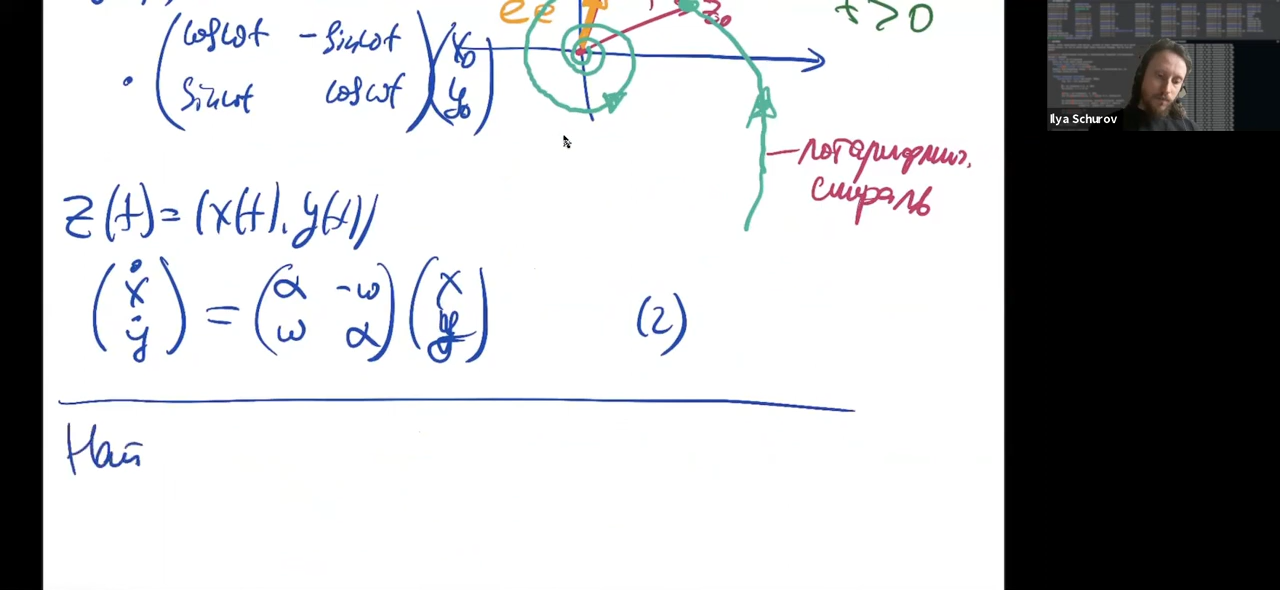 t > 0
cos ωt - sin ωt x₀
sin ωt cos ωt y₀
Ilya Schurov
логарифмич.
спираль
z(t) = (x(t), y(t))
(ẋ ẏ) = (α -ω ω α) (x y) (2)
Най